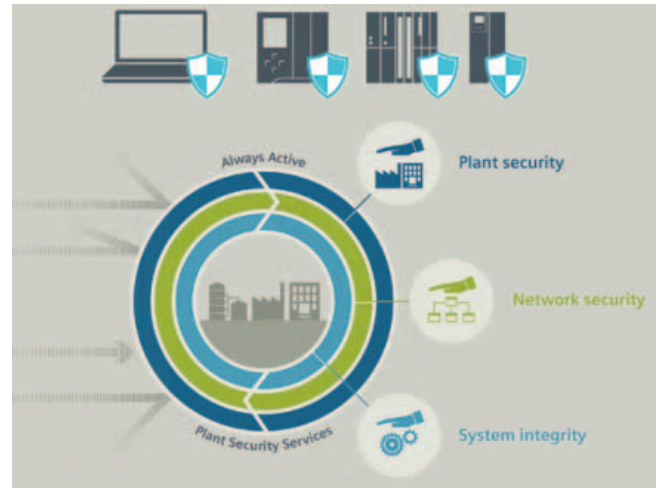 Always Active
Plant security
Network security
System integrity
Plant Security Services